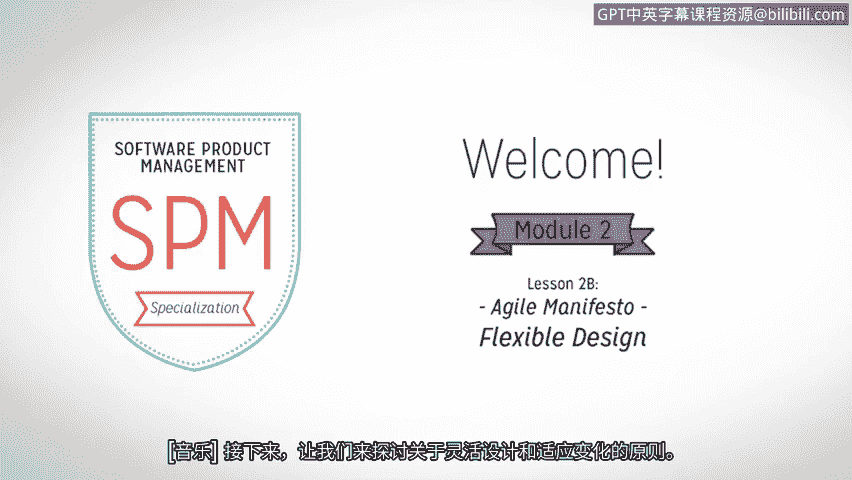 GPT中英字幕课程资源@bilibili.com
SOFTWARE PRODUCT
MANAGEMENT
SPM
Specialization
Welcome!
Module 2
Lesson 2B:
- Agile Manifesto -
Flexible Design
[音乐] 接下来，让我们来探讨关于灵活设计和适应变化的原则。